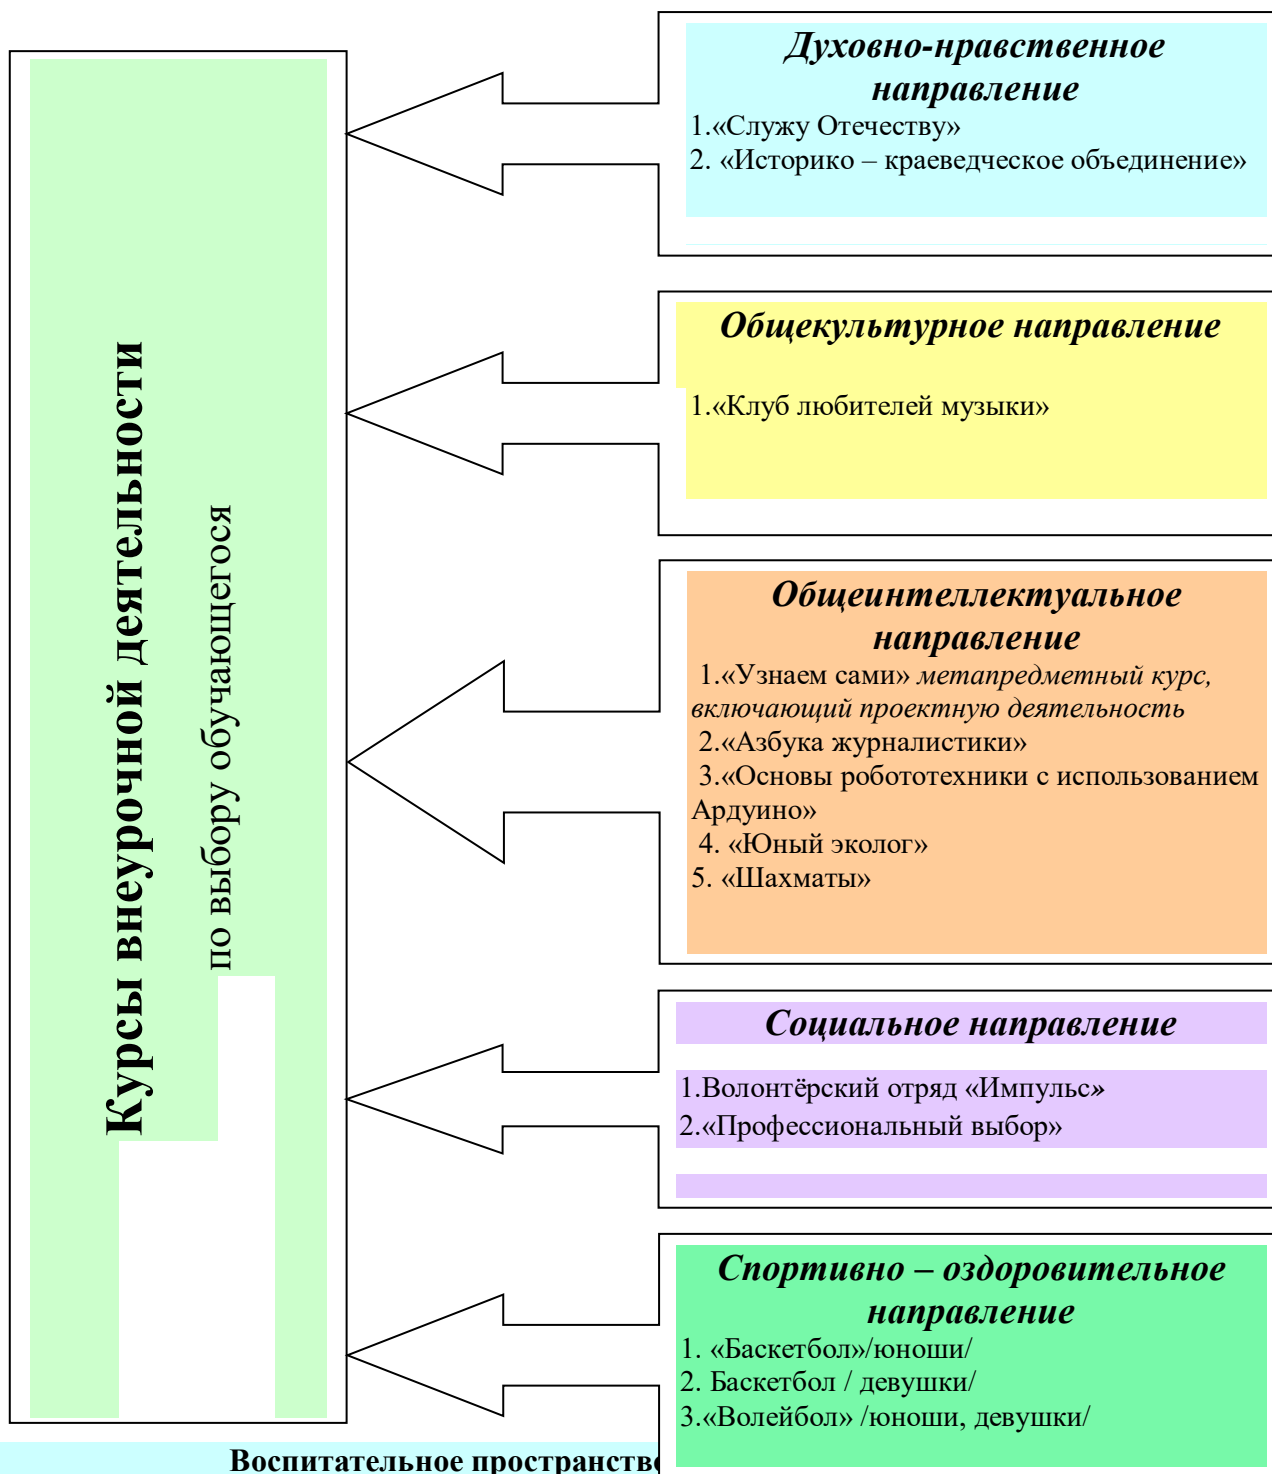 Курсы внеурочной деятельности
по выбору обучающегося
Духовно-нравственное
направление
1.«Служу Отечеству»
2. «Историко – краеведческое объединение»
Общекультурное направление
1.«Клуб любителей музыки»
Общеинтеллектуальное
направление
1.«Узнаем сами» метапредметный курс,
включающий проектную деятельность
2.«Азбука журналистики»
3.«Основы робототехники с использованием
Ардуино»
4. «Юный эколог»
5. «Шахматы»
Социальное направление
1.Волонтёрский отряд «Импульс»
2.«Профессиональный выбор»
Спортивно – оздоровительное
направление
1. «Баскетбол»/юноши/
2. Баскетбол / девушки/
3.«Волейбол» /юноши, девушки/
Воспитательное